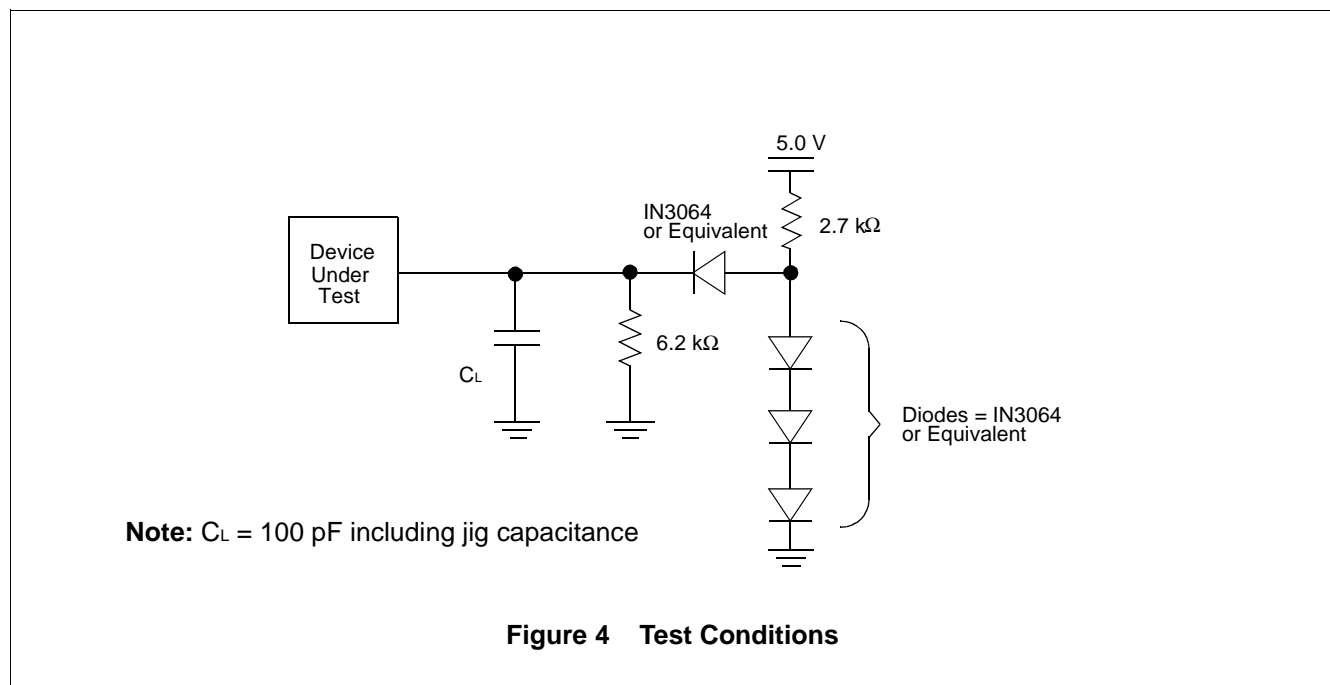 5.0 V
IN3064
or Equivalent
2.7 kΩ
Device
Under
Test
6.2 kΩ
CL
Diodes = IN3064
or Equivalent
Note: CL = 100 pF including jig capacitance
Figure 4 Test Conditions